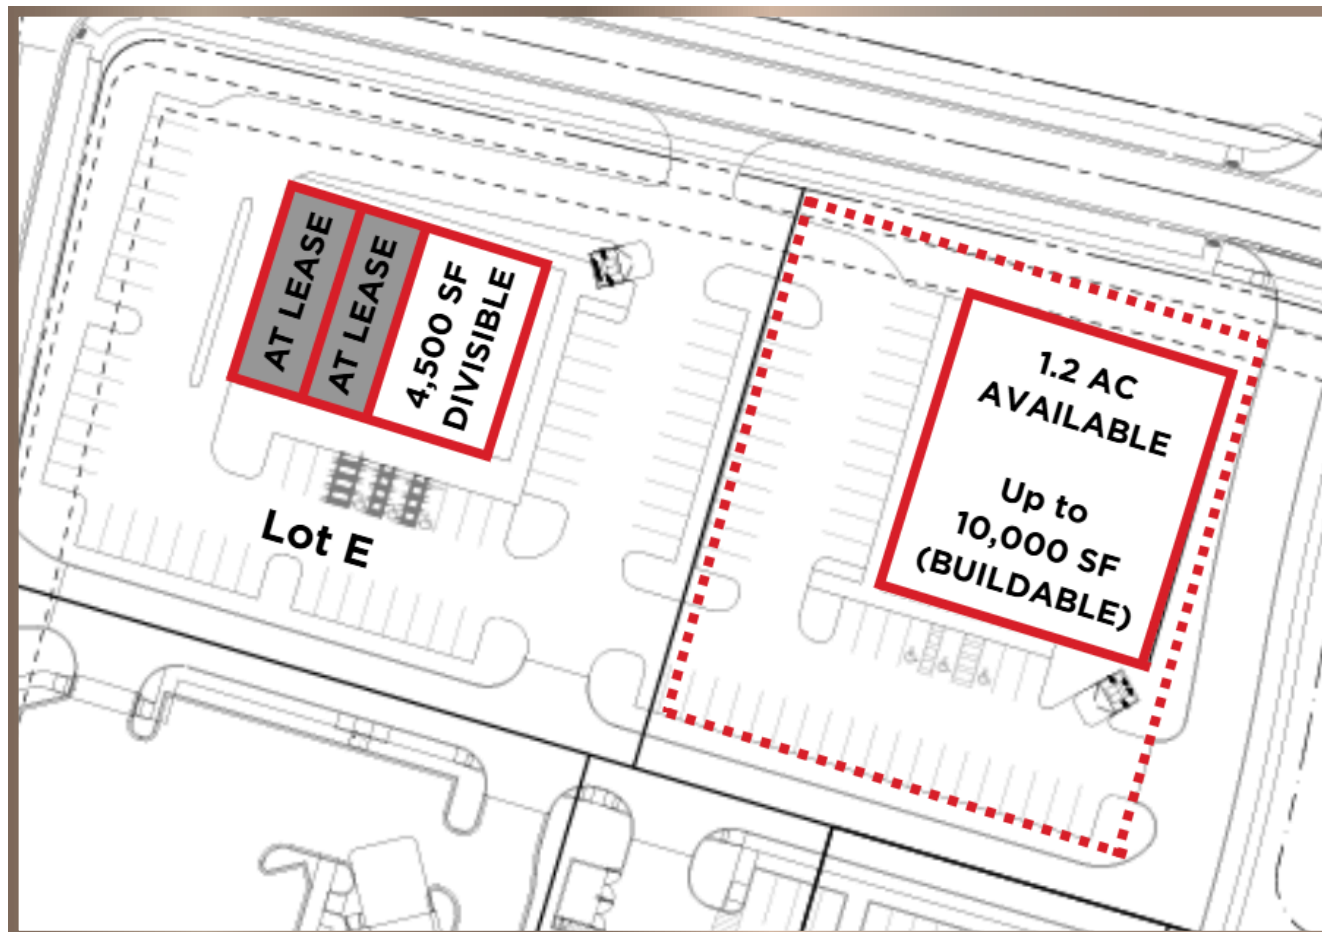 AT LEASE
AT LEASE
4,500 SF
DIVISIBLE
Lot E
1.2 AC
AVAILABLE
Up to
10,000 SF
(BUILDABLE)